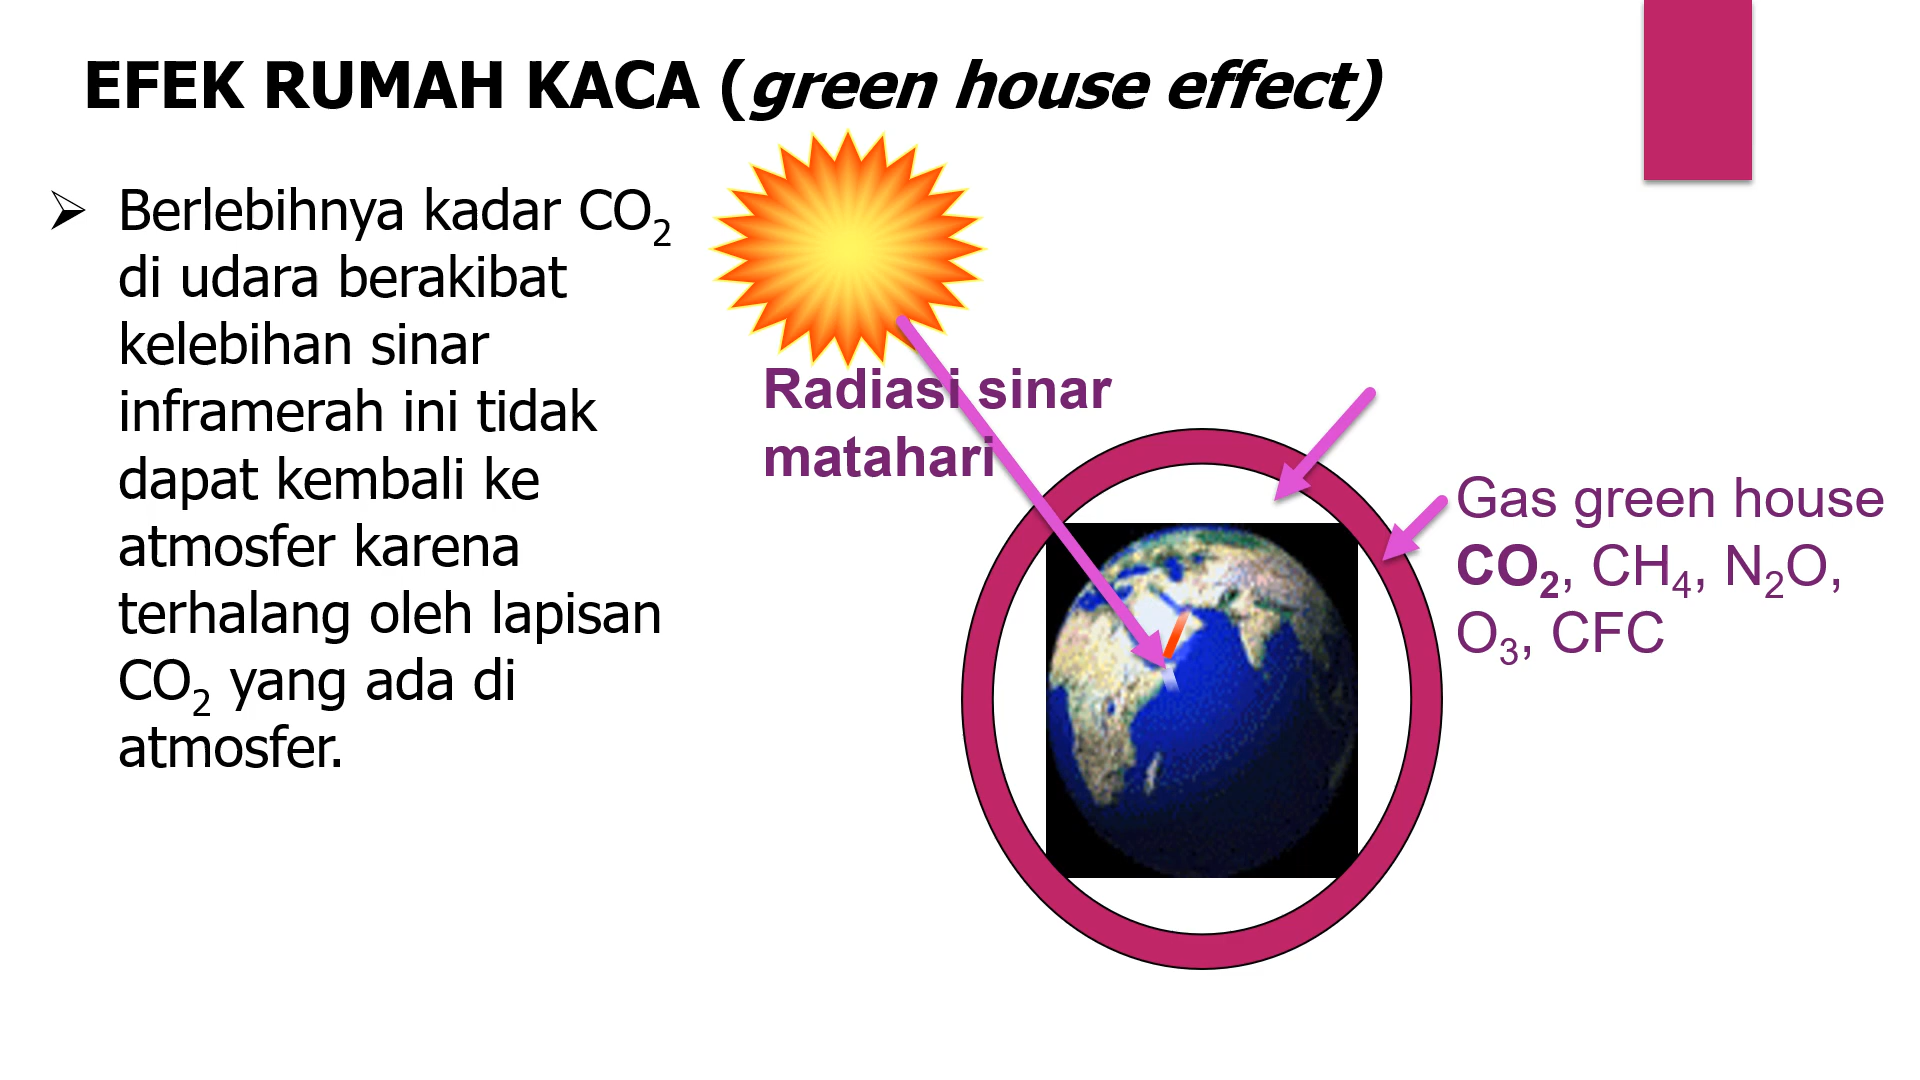 EFEK RUMAH KACA (green house effect)
Berlebihnya kadar CO₂
di udara berakibat
kelebihan sinar
inframerah ini tidak
dapat kembali ke
atmosfer karena
terhalang oleh lapisan
CO₂ yang ada di
atmosfer.
Radiasi sinar
matahari
Gas green house
CO₂, CH₄, N₂O,
O₃, CFC